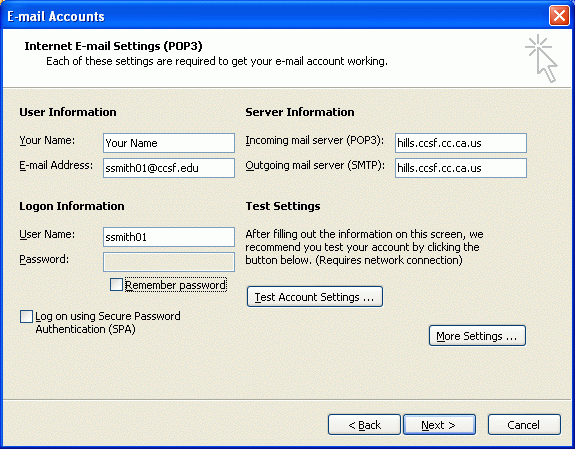 E-mail Accounts
Internet E-mail Settings (POP3)
Each of these settings are required to get your e-mail account working.
User Information
Your Name: Your Name
E-mail Address: ssmith01@ccsf.edu
Server Information
Incoming mail server (POP3): hills.ccsf.cc.ca.us
Outgoing mail server (SMTP): hills.ccsf.cc.ca.us
Logon Information
User Name: ssmith01
Password:
Remember password
Log on using Secure Password
Authentication (SPA)
Test Settings
After filling out the information on this screen, we
recommend you test your account by clicking the
button below. (Requires network connection)
Test Account Settings ...
More Settings ...
< Back Next > Cancel